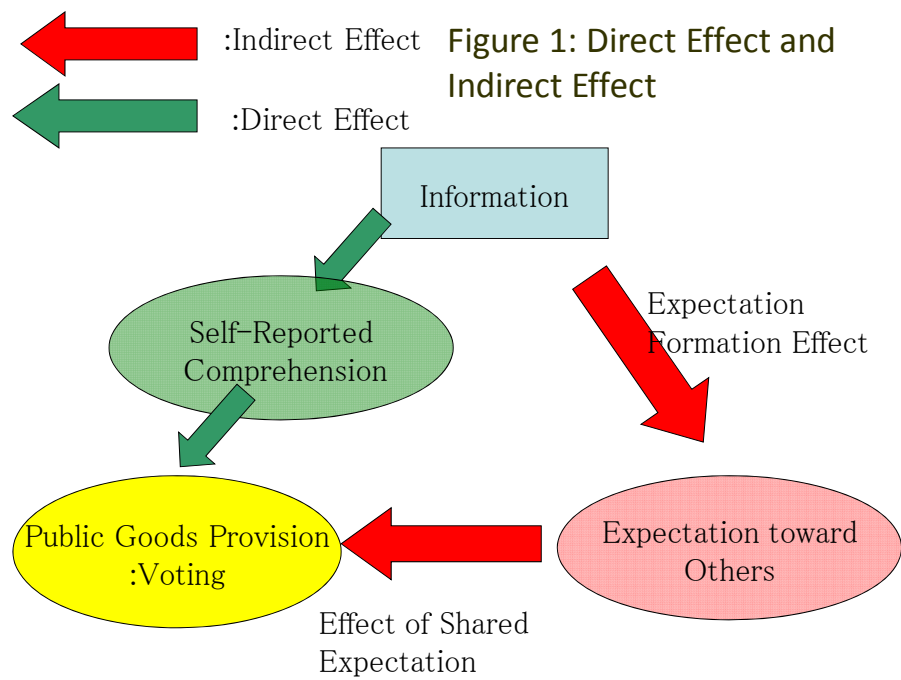 :Indirect Effect
Figure 1: Direct Effect and
Indirect Effect
:Direct Effect
Information
Self-Reported
Comprehension
Expectation
Formation Effect
Public Goods Provision
:Voting
Expectation toward
Others
Effect of Shared
Expectation